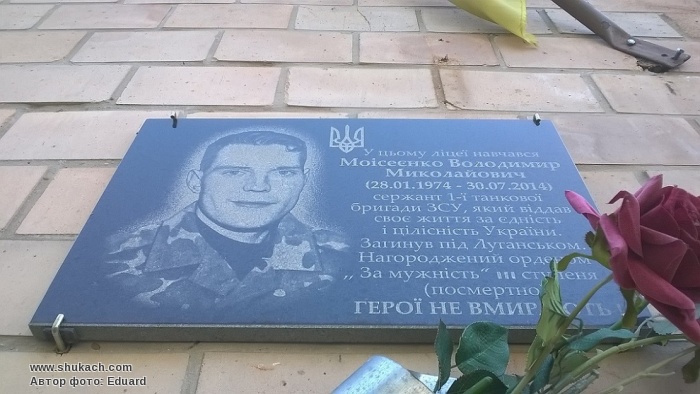 У цьому ліцеї навчався
Моісеєнко Володимир
Миколайович
(28.01.1974 - 30.07.2014)
сержант 1-ї танкової
бригади ЗСУ, який віддав
своє життя за єдність
і цілісність України.
Загинув під Луганськом.
Нагороджений орденом
„За мужність“ III ступеня
(посмертно)
ГЕРОЇ НЕ ВМИРАЮТЬ
www.shukach.com
Автор фото: Eduard